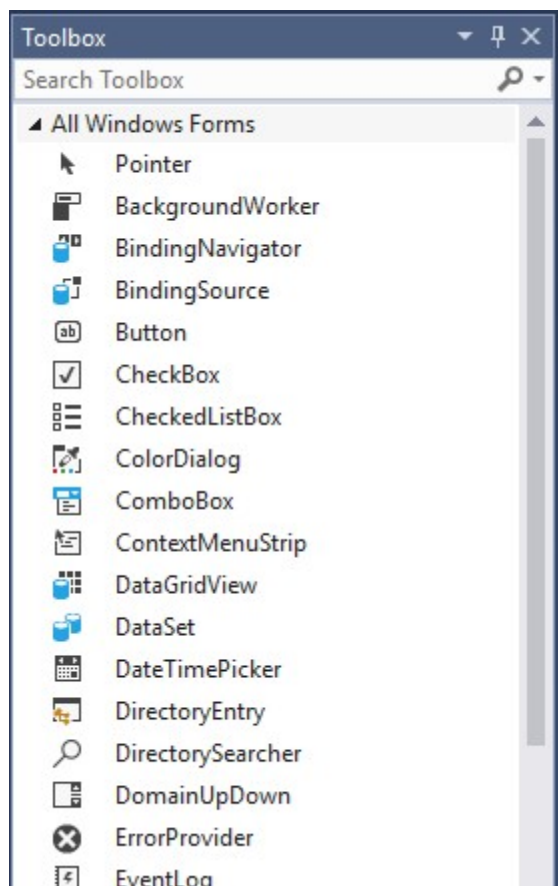 Toolbox
Search Toolbox
All Windows Forms
Pointer
BackgroundWorker
BindingNavigator
BindingSource
ab Button
CheckBox
CheckedListBox
ColorDialog
ComboBox
ContextMenuStrip
DataGridView
DataSet
DateTimePicker
DirectoryEntry
DirectorySearcher
DomainUpDown
ErrorProvider
EventLog